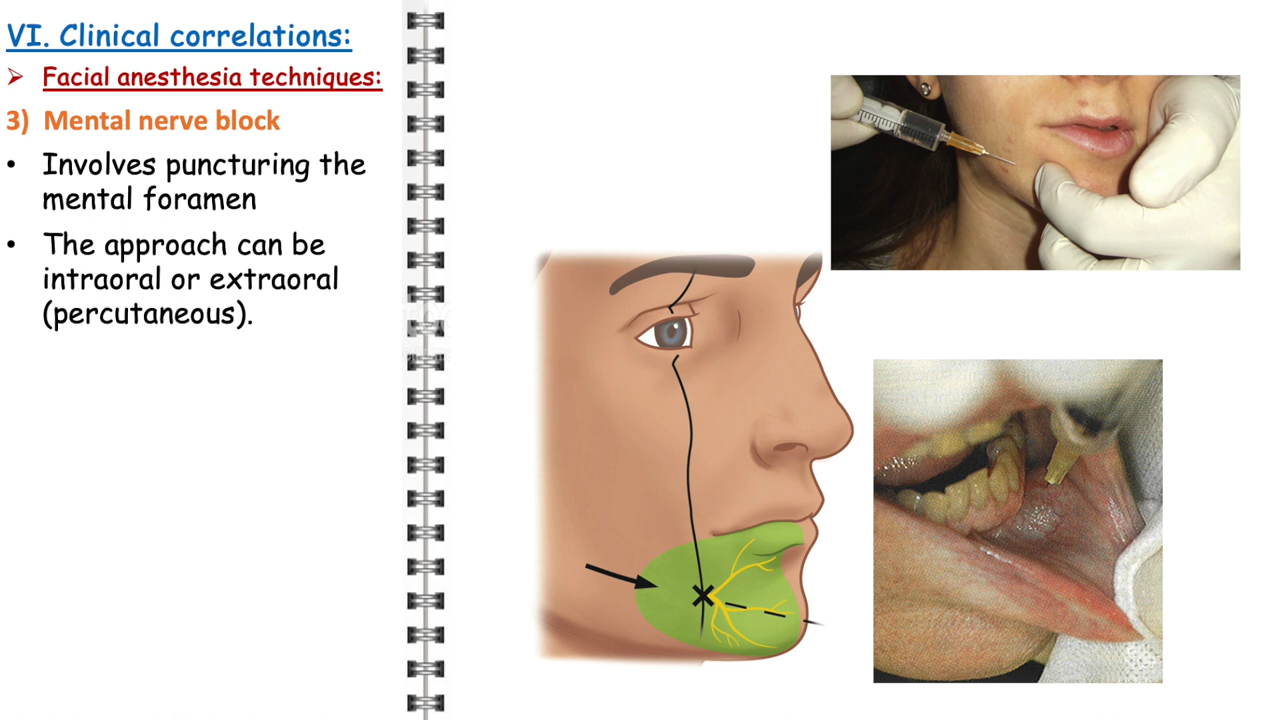 VI. Clinical correlations:
➢ Facial anesthesia techniques:
3) Mental nerve block
• Involves puncturing the
mental foramen
• The approach can be
intraoral or extraoral
(percutaneous).